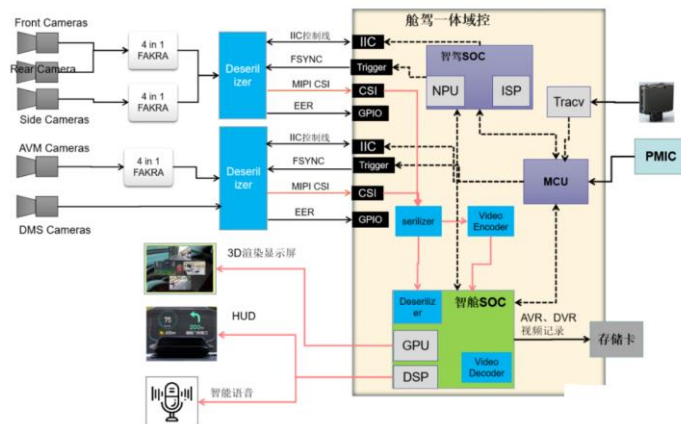 舱驾一体域控
Front Cameras
Rear Camera
Side Cameras
4 in 1
FAKRA
4 in 1
FAKRA
Deseril
izer
IIC控制线
FSYNC
MIPI CSI
EER
IIC
Trigger
CSI
GPIO
智驾SOC
NPU
ISP
Tracv
PMIC
MCU
AVM Cameras
DMS Cameras
4 in 1
FAKRA
Deseril
izer
IIC控制线
FSYNC
MIPI CSI
EER
IIC
Trigger
CSI
GPIO
serilizer
Video
Encoder
3D渲染显示屏
HUD
智能语音
Deseriliz
er
智舱SOC
GPU
DSP
Video
Decoder
AVR、DVR
视频记录
存储卡